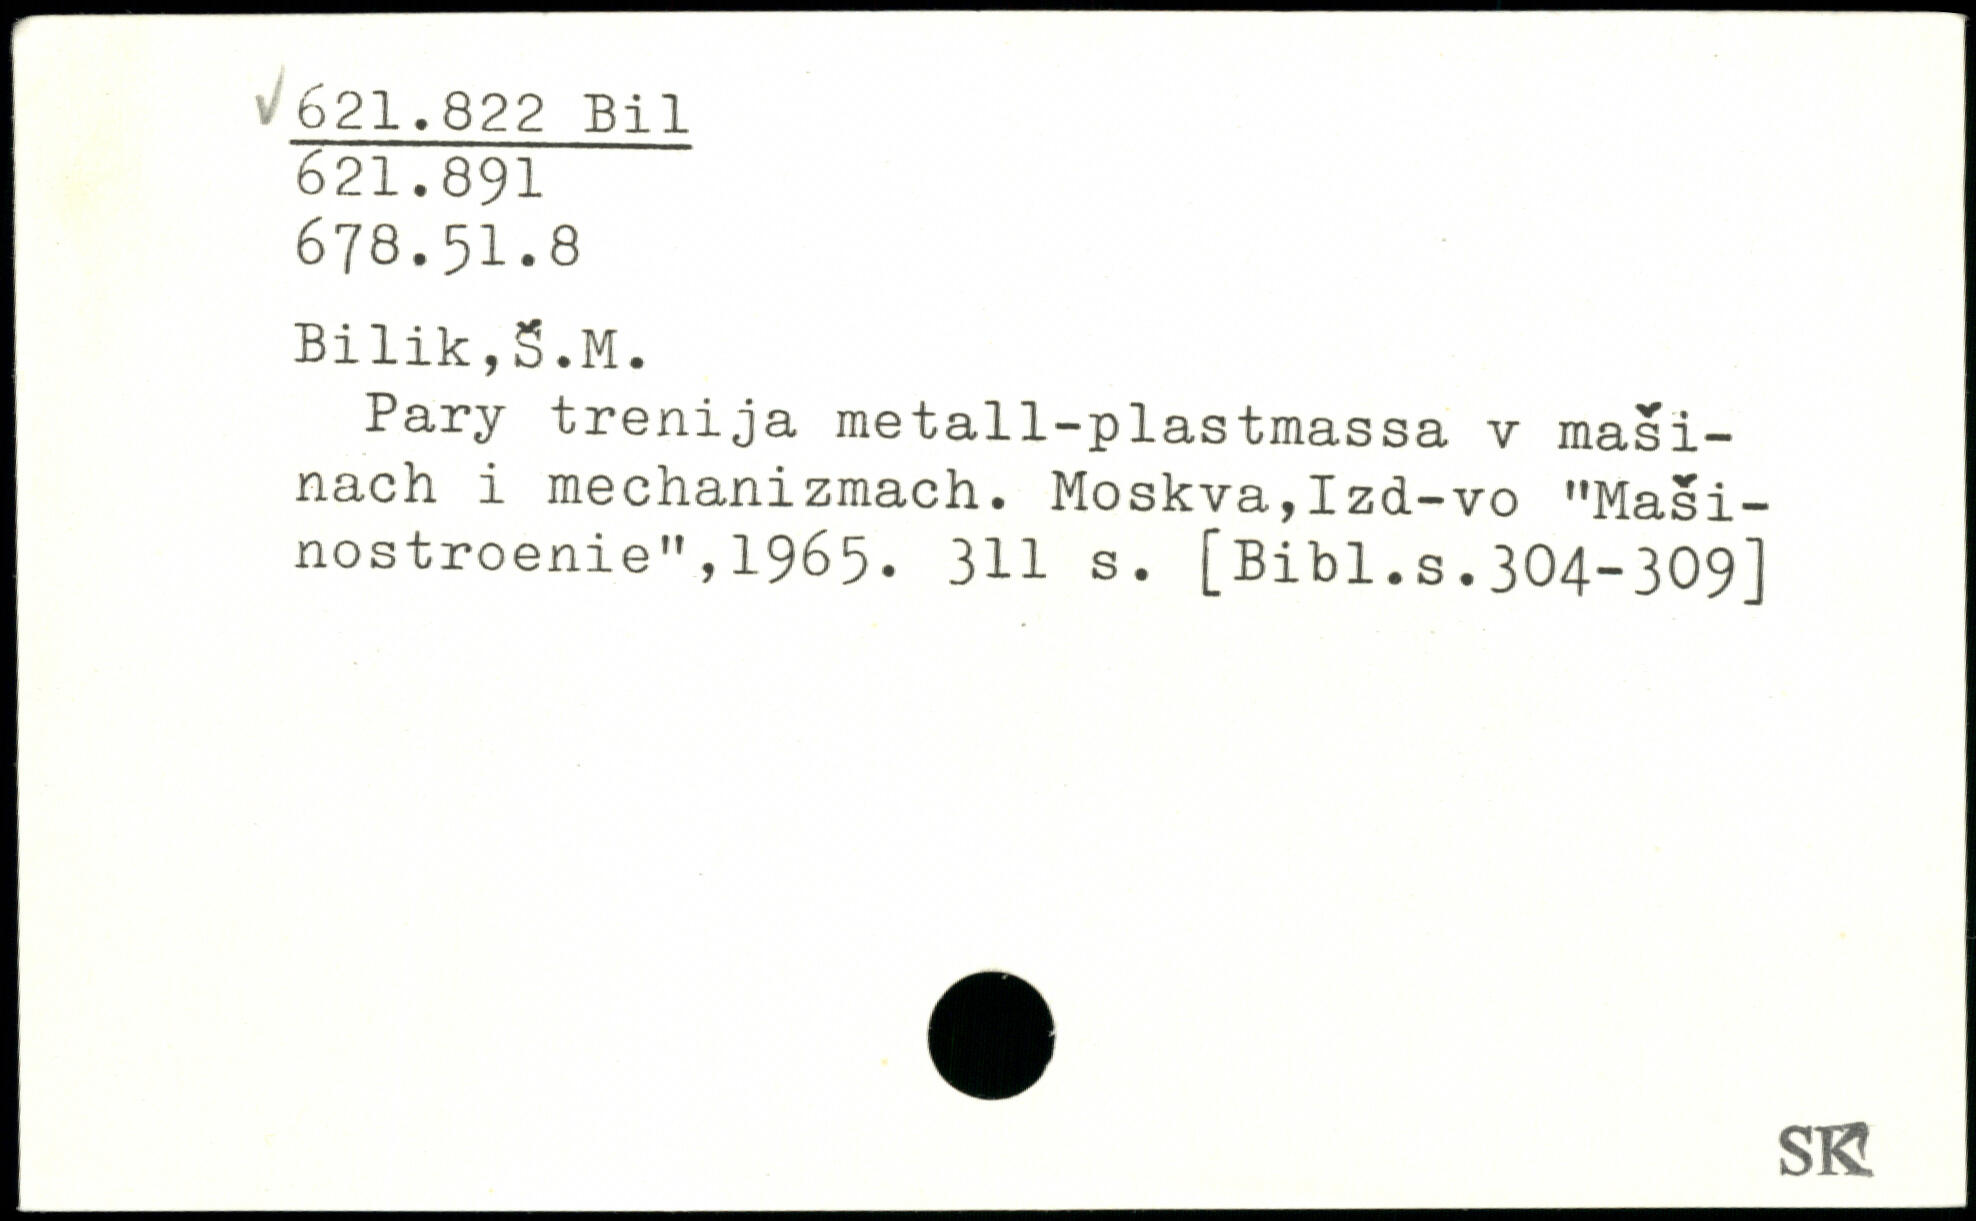 ✓621.822 Bil
621.891
678.51.8
Bilik,Š.M.
Pary trenija metall-plastmassa v maši-
nach i mechanizmach. Moskva,Izd-vo "Maši-
nostroenie",1965. 311 s. [Bibl.s.304-309]
SK